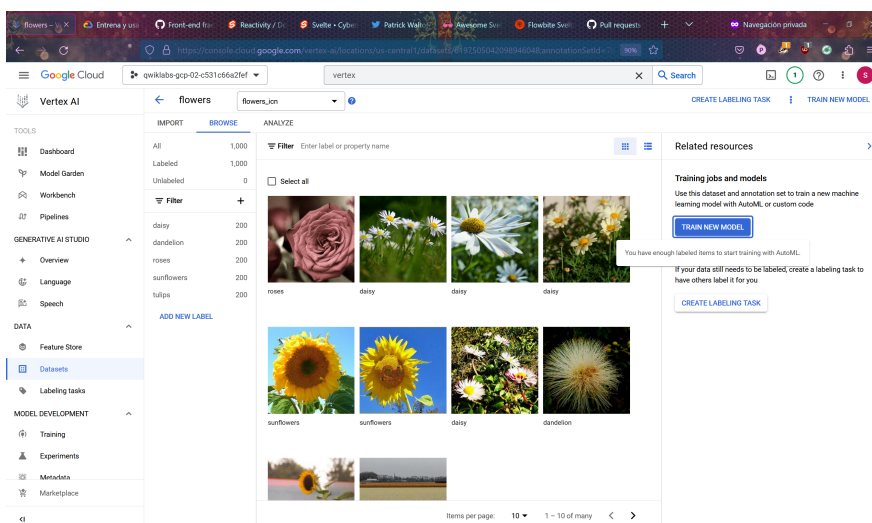 flowers –
Entrena y usa
Front-end fra
Reactivity / D
Svelte • Cyber
Patrick Walt
Awesome Sve
Flowbite Svel
Pull requests
Navegación privada
https://console.cloud.google.com/vertex-ai/locations/us-central1/
90%
Google Cloud
qwiklabs-gcp-02-c531c66a2fef
vertex
Search
1
S
Vertex AI
flowers
flowers_icn
CREATE LABELING TASK
TRAIN NEW MODEL
IMPORT
BROWSE
ANALYZE
TOOLS
Dashboard
Model Garden
Workbench
Pipelines
GENERATIVE AI STUDIO
Overview
Language
Speech
DATA
Feature Store
Datasets
Labeling tasks
MODEL DEVELOPMENT
Training
Experiments
Metadata
Marketplace
All 1,000
Labeled 1,000
Unlabeled 0
Filter
daisy 200
dandelion 200
roses 200
sunflowers 200
tulips 200
ADD NEW LABEL
Filter Enter label or property name
Select all
roses
daisy
daisy
daisy
sunflowers
sunflowers
daisy
dandelion
Items per page: 10 1 – 10 of many
Related resources
Training jobs and models
Use this dataset and annotation set to train a new machine
learning model with AutoML or custom code
TRAIN NEW MODEL
You have enough labeled items to start training with AutoML.
If your data still needs to be labeled, create a labeling task to
have others label it for you
CREATE LABELING TASK